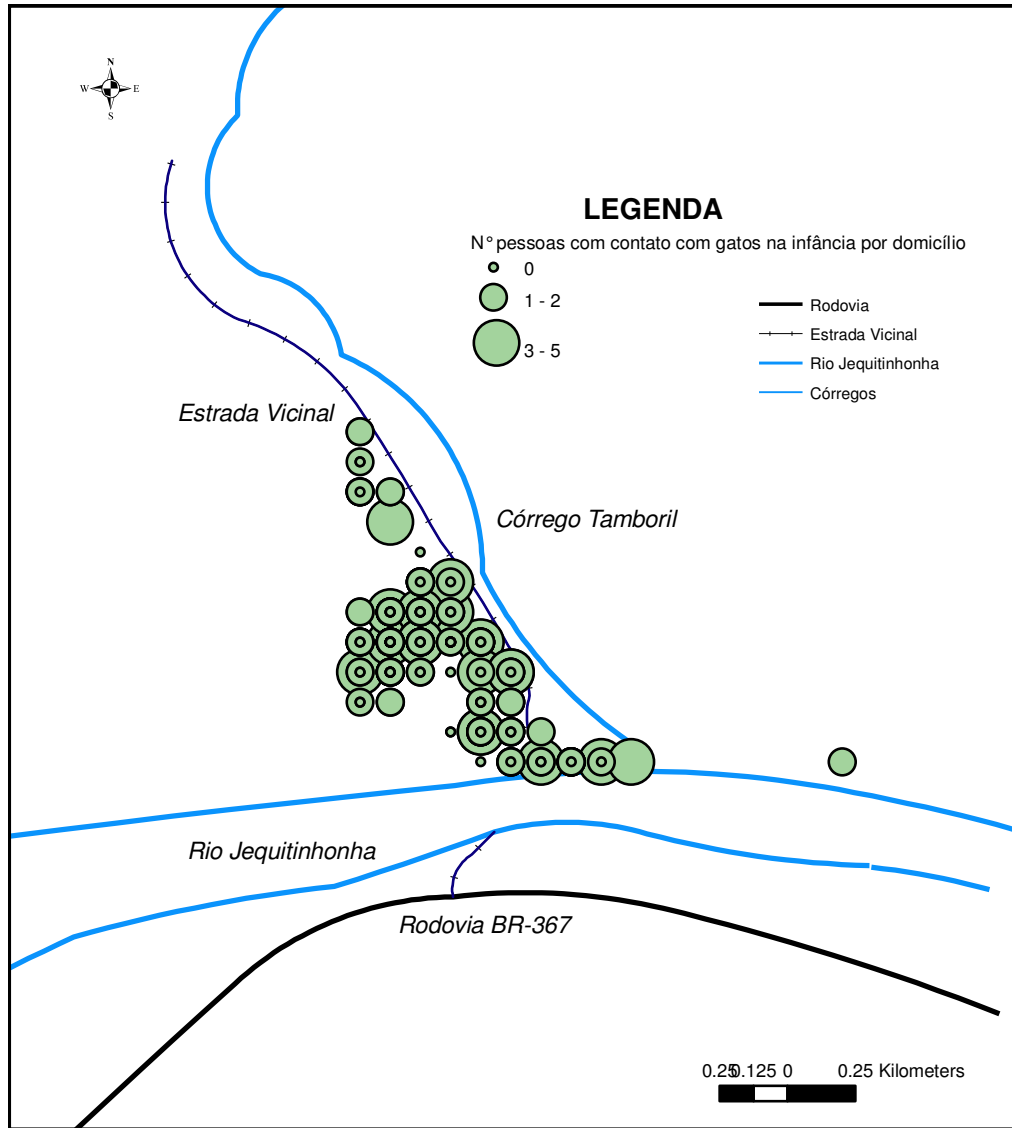 N
W E
S
LEGENDA
N° pessoas com contato com gatos na infância por domicílio
0
1 - 2
3 - 5
Rodovia
Estrada Vicinal
Rio Jequitinhonha
Córregos
Estrada Vicinal
Córrego Tamboril
Rio Jequitinhonha
Rodovia BR-367
0.25 0.125 0 0.25 Kilometers